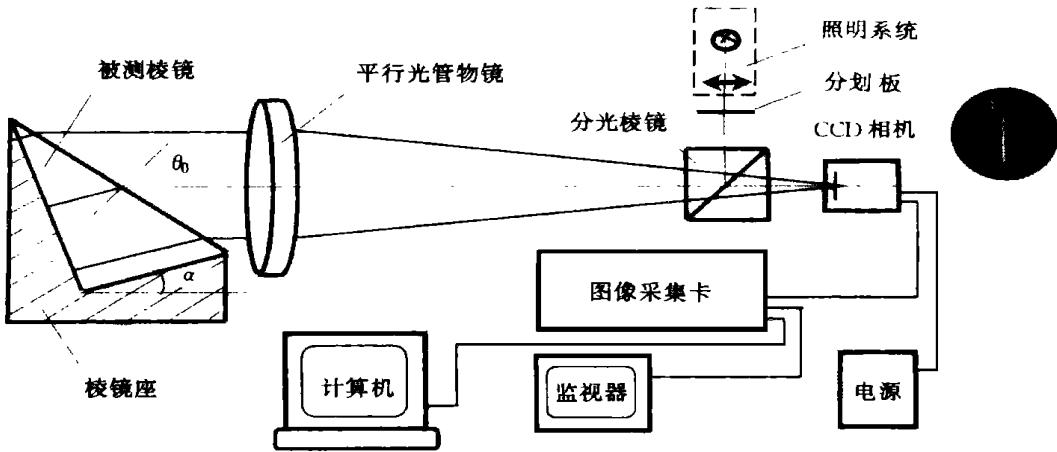 照明系统
被测棱镜
平行光管物镜
分划板
分光棱镜
CCD 相机
θ₀
α
图像采集卡
棱镜座
计算机
监视器
电源